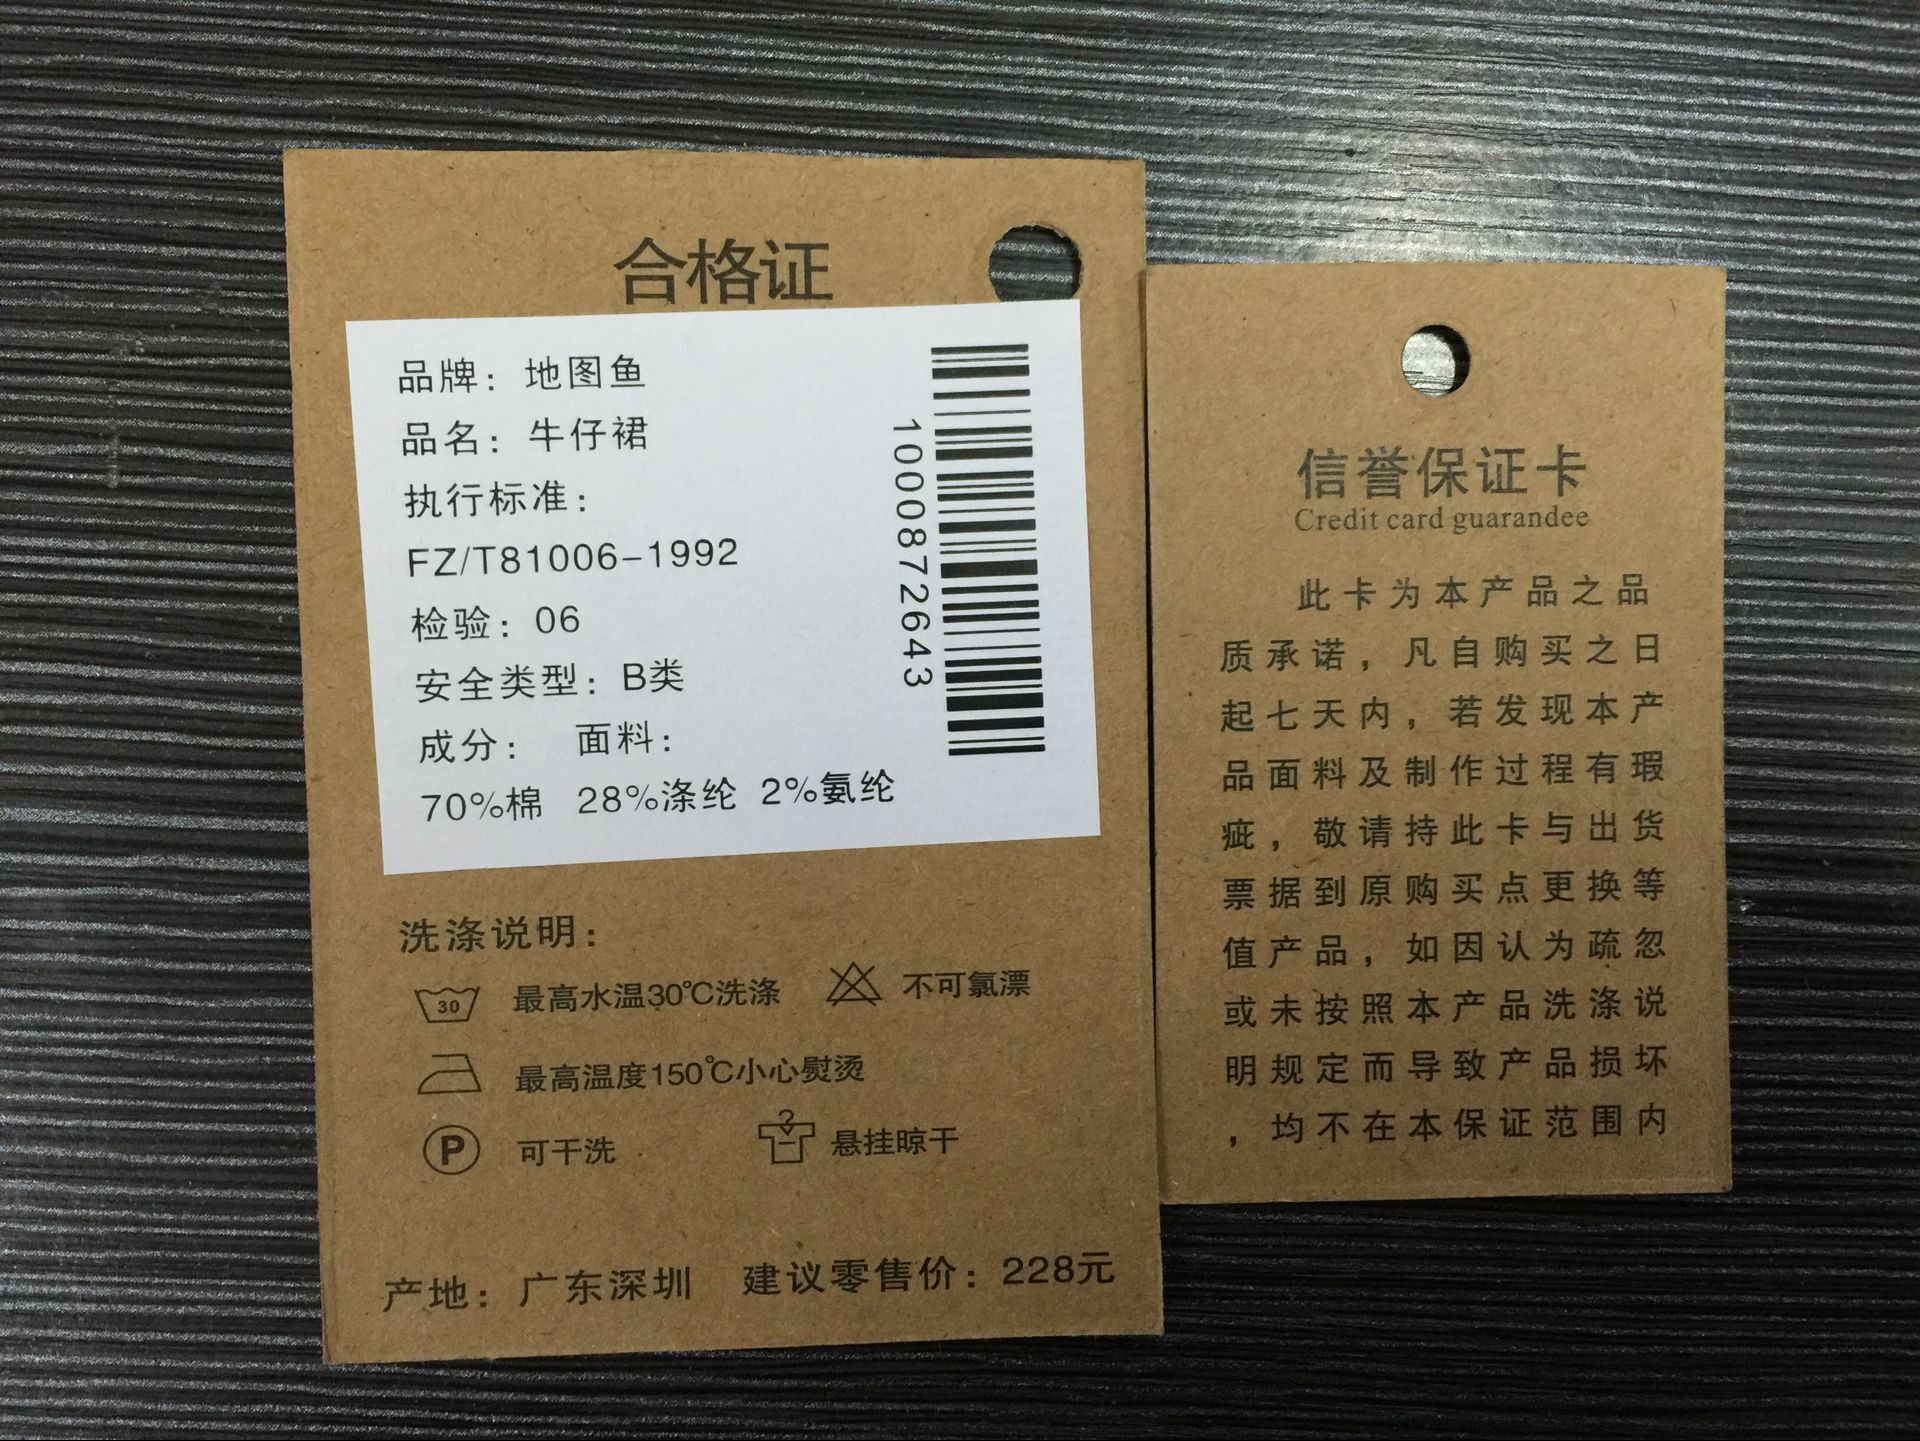 合格证
品牌：地图鱼
品名：牛仔裙
执行标准：
FZ/T81006-1992
检验：06
安全类型：B类
成分： 面料：
70%棉 28%涤纶 2%氨纶
1000872643
洗涤说明：
30 最高水温30℃洗涤 不可氯漂
最高温度150℃小心熨烫
P 可干洗 悬挂晾干
产地：广东深圳 建议零售价：228元
信誉保证卡
Credit card guarandee
此卡为本产品之品
质承诺，凡自购买之日
起七天内，若发现本产
品面料及制作过程有瑕
疵，敬请持此卡与出货
票据到原购买点更换等
值产品，如因认为疏忽
或未按照本产品洗涤说
明规定而导致产品损坏
，均不在本保证范围内